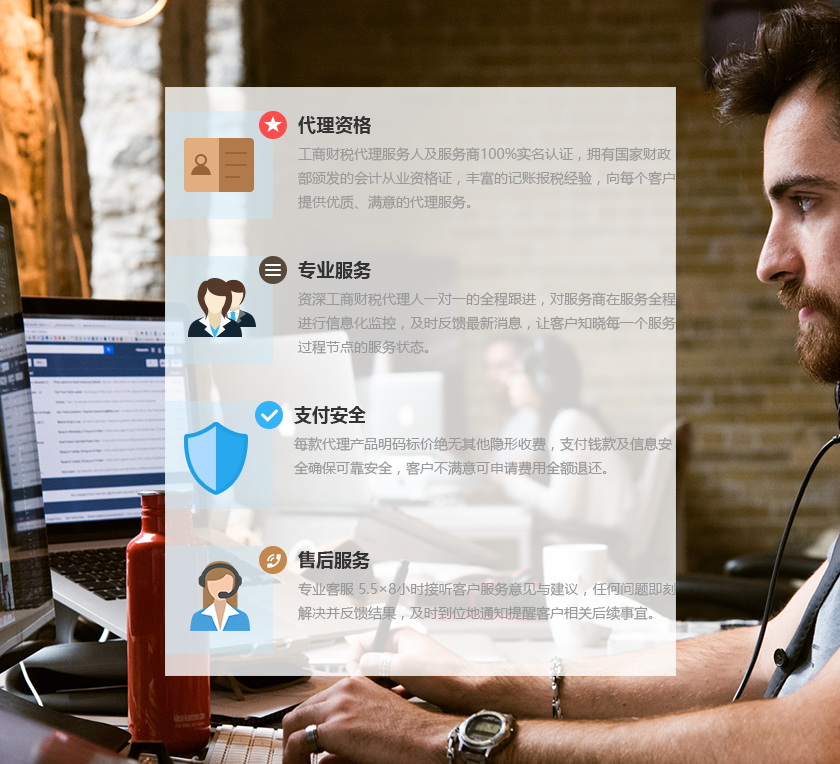 代理资格
工商财税代理服务人及服务商100%实名认证，拥有国家财政
部颁发的会计从业资格证，丰富的记账报税经验，向每个客户
提供优质、满意的代理服务。
专业服务
资深工商财税代理人一对一的全程跟进，对服务商在服务全程
进行信息化监控，及时反馈最新消息，让客户知晓每一个服务
过程节点的服务状态。
支付安全
每款代理产品明码标价绝无其他隐形收费，支付钱款及信息安
全确保可靠安全，客户不满意可申请费用全额退还。
售后服务
专业客服 5.5×8小时接听客户服务意见与建议，任何问题即刻
解决并反馈结果，及时到位地通知提醒客户相关后续事宜。